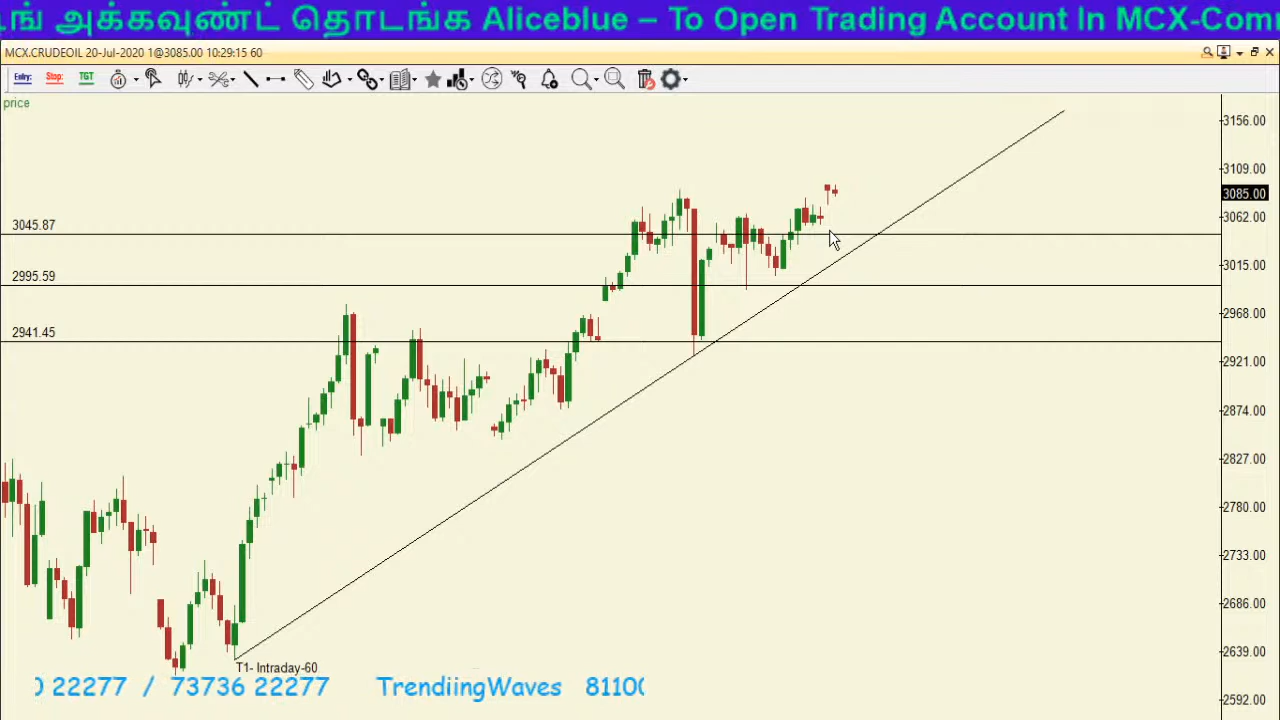 அக்கவுண்ட் தொடங்க Aliceblue – To Open Trading Account In MCX-Com
MCX.CRUDEOIL 20-Jul-2020 1@3085.00 10:29:15 60
Entry: Stop: TGT
price
3156.00
3109.00
3085.00
3062.00
3045.87
3015.00
2995.59
2968.00
2941.45
2921.00
2874.00
2827.00
2780.00
2733.00
2686.00
2639.00
T1- Intraday-60
22277 / 73736 22277 TrendiingWaves 8110
2592.00